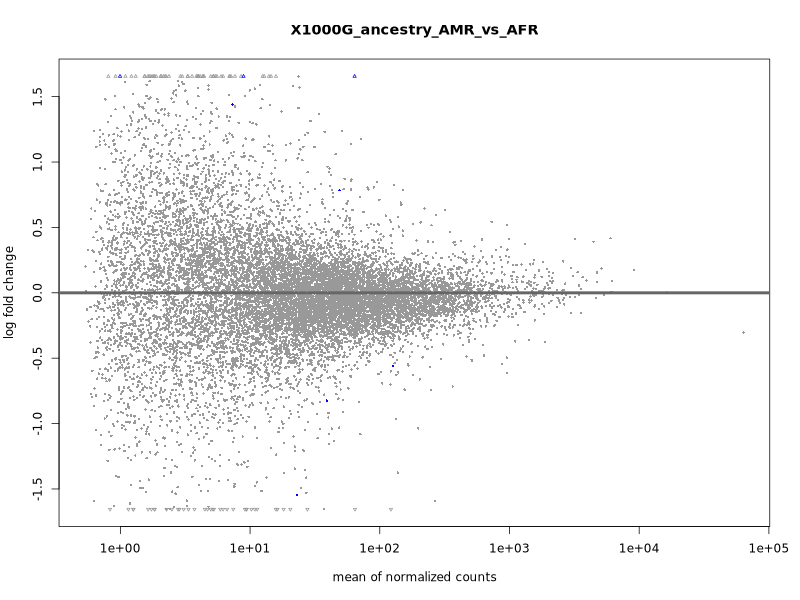 X1000G_ancestry_AMR_vs_AFR
log fold change
1.5
1.0
0.5
0.0
-0.5
-1.0
-1.5
1e+00 1e+01 1e+02 1e+03 1e+04 1e+05
mean of normalized counts